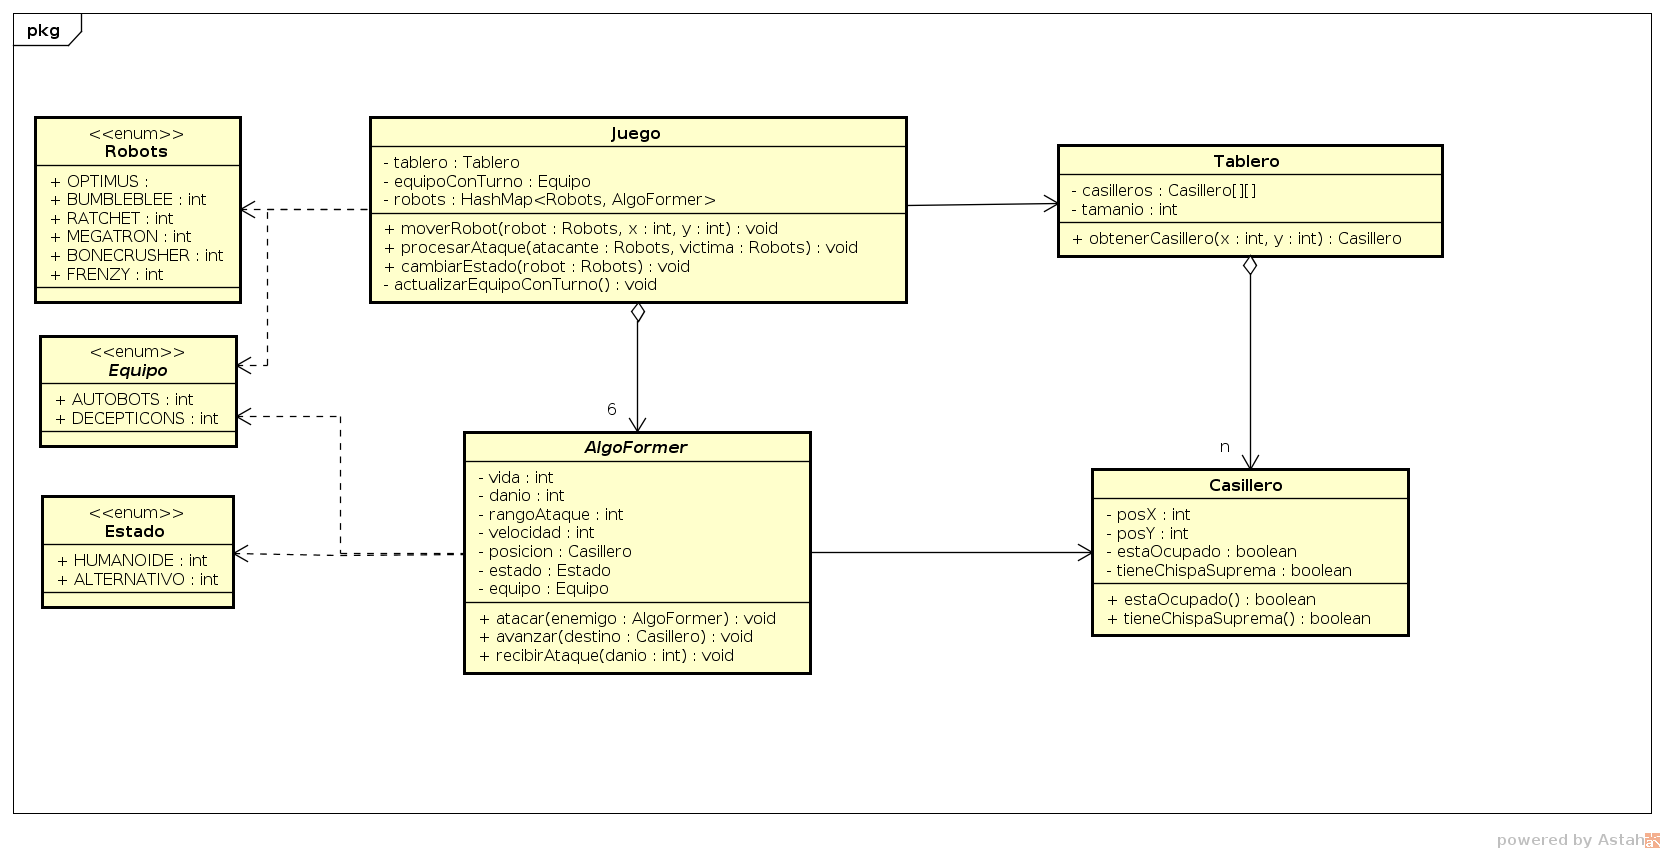 pkg
<<enum>>
Robots
+ OPTIMUS :
+ BUMBLEBLEE : int
+ RATCHET : int
+ MEGATRON : int
+ BONECRUSHER : int
+ FRENZY : int
Juego
- tablero : Tablero
- equipoConTurno : Equipo
- robots : HashMap<Robots, AlgoFormer>
+ moverRobot(robot : Robots, x : int, y : int) : void
+ procesarAtaque(atacante : Robots, victima : Robots) : void
+ cambiarEstado(robot : Robots) : void
- actualizarEquipoConTurno() : void
Tablero
- casilleros : Casillero[][]
- tamanio : int
+ obtenerCasillero(x : int, y : int) : Casillero
<<enum>>
Equipo
+ AUTOBOTS : int
+ DECEPTICONS : int
6
n
<<enum>>
Estado
+ HUMANOIDE : int
+ ALTERNATIVO : int
AlgoFormer
- vida : int
- danio : int
- rangoAtaque : int
- velocidad : int
- posicion : Casillero
- estado : Estado
- equipo : Equipo
+ atacar(enemigo : AlgoFormer) : void
+ avanzar(destino : Casillero) : void
+ recibirAtaque(danio : int) : void
Casillero
- posX : int
- posY : int
- estaOcupado : boolean
- tieneChispaSuprema : boolean
+ estaOcupado() : boolean
+ tieneChispaSuprema() : boolean
powered by Astah